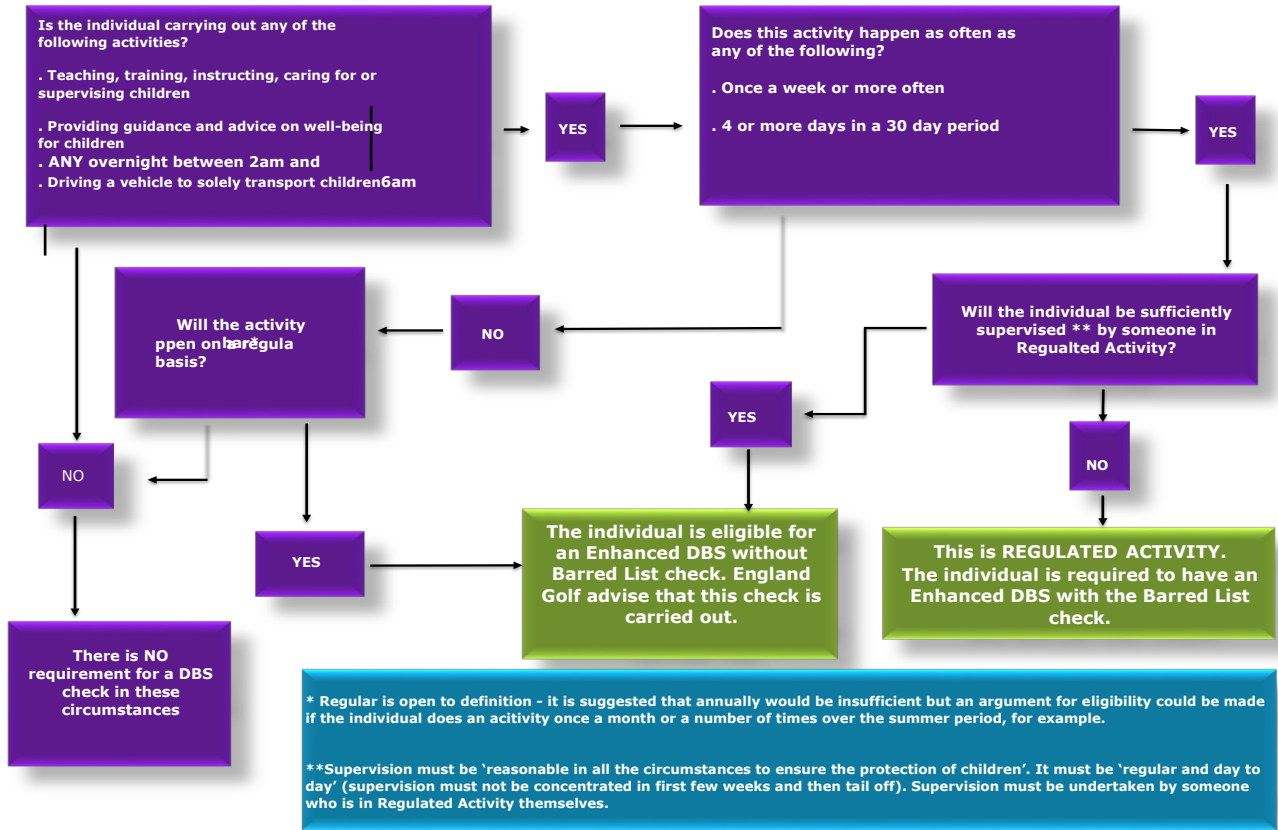 Is the individual carrying out any of the
following activities?
. Teaching, training, instructing, caring for or
supervising children
. Providing guidance and advice on well-being
for children
. ANY overnight between 2am and
. Driving a vehicle to solely transport children6am
YES
Does this activity happen as often as
any of the following?
. Once a week or more often
. 4 or more days in a 30 day period
YES
Will the activity
har*
ppen on a regula
basis?
NO
Will the individual be sufficiently
supervised ** by someone in
Regualted Activity?
YES
NO
NO
YES
The individual is eligible for
an Enhanced DBS without
Barred List check. England
Golf advise that this check is
carried out.
This is REGULATED ACTIVITY.
The individual is required to have an
Enhanced DBS with the Barred List
check.
There is NO
requirement for a DBS
check in these
circumstances
* Regular is open to definition - it is suggested that annually would be insufficient but an argument for eligibility could be made
if the individual does an acitivity once a month or a number of times over the summer period, for example.
**Supervision must be ‘reasonable in all the circumstances to ensure the protection of children’. It must be ‘regular and day to
day’ (supervision must not be concentrated in first few weeks and then tail off). Supervision must be undertaken by someone
who is in Regulated Activity themselves.